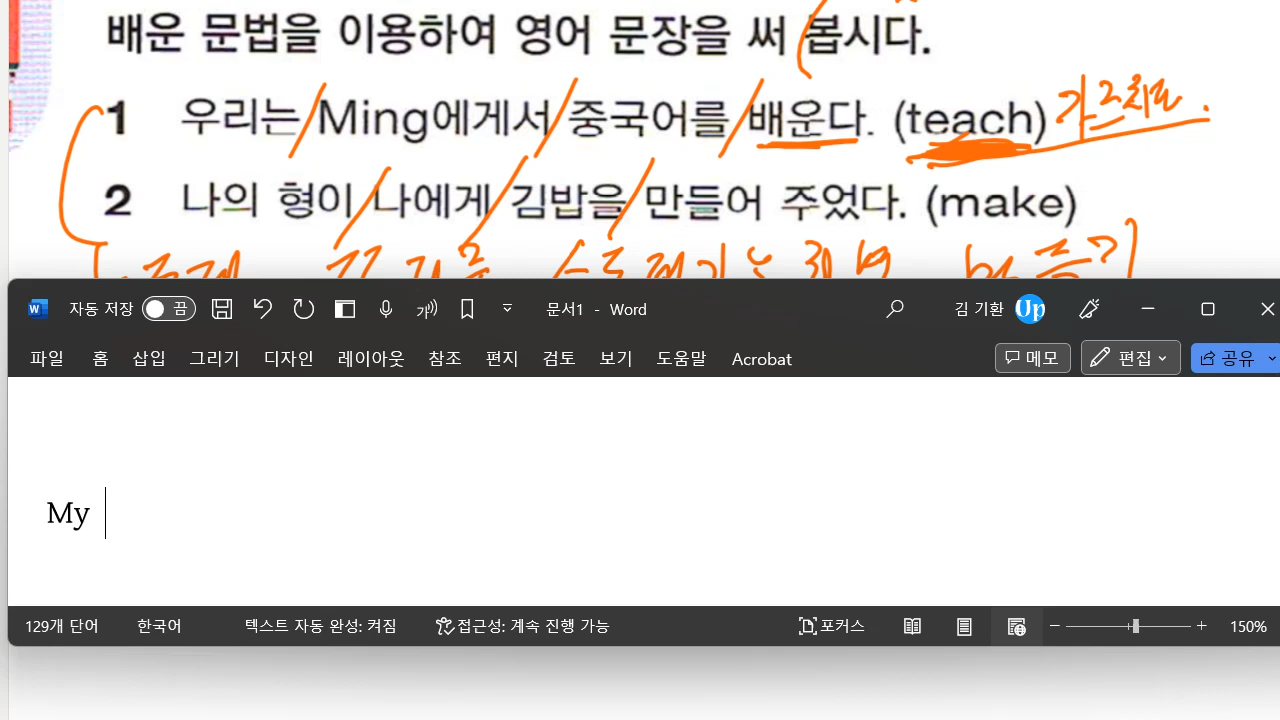 배운 문법을 이용하여 영어 문장을 써 봅시다.
1 우리는 Ming에게서 중국어를 배운다. (teach) 가르치다.
2 나의 형이 나에게 김밥을 만들어 주었다. (make)
자동 저장 끔 문서1 - Word 김 기환 Up
파일 홈 삽입 그리기 디자인 레이아웃 참조 편지 검토 보기 도움말 Acrobat 메모 편집 공유
My
129개 단어 한국어 텍스트 자동 완성: 켜짐 접근성: 계속 진행 가능 포커스 150%